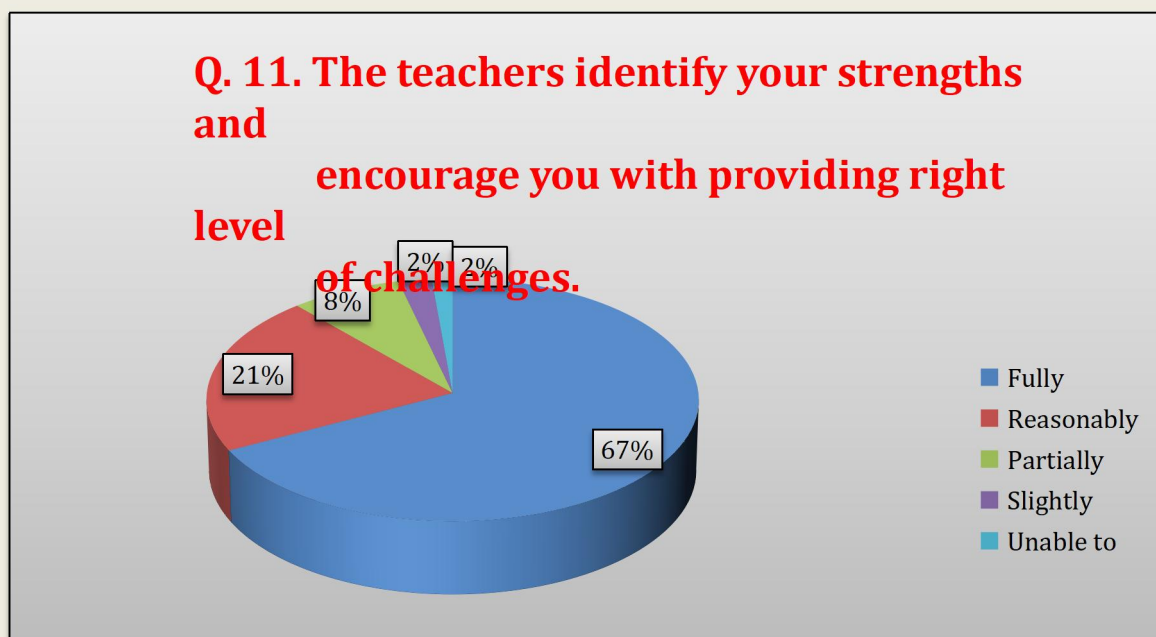 Q. 11. The teachers identify your strengths
and
encourage you with providing right
level
of challenges.
2%
2%
8%
21%
67%
Fully
Reasonably
Partially
Slightly
Unable to